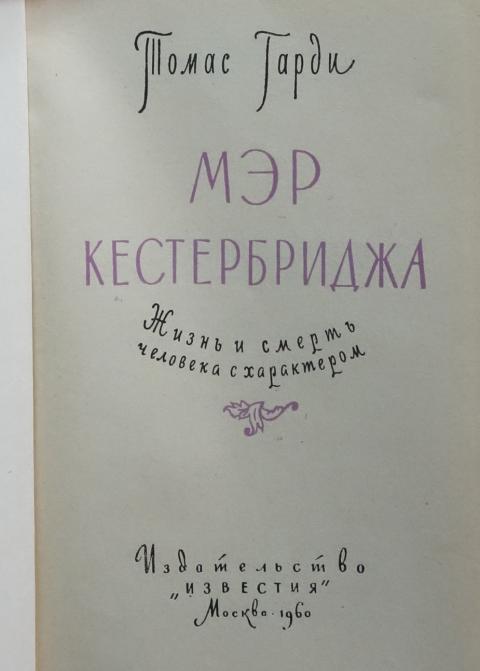 Томас Гарди
МЭР
КЕСТЕРБРИДЖА
Жизнь и смерть
человека с характером
Издательство
„ИЗВЕСТИЯ"
Москва · 1960